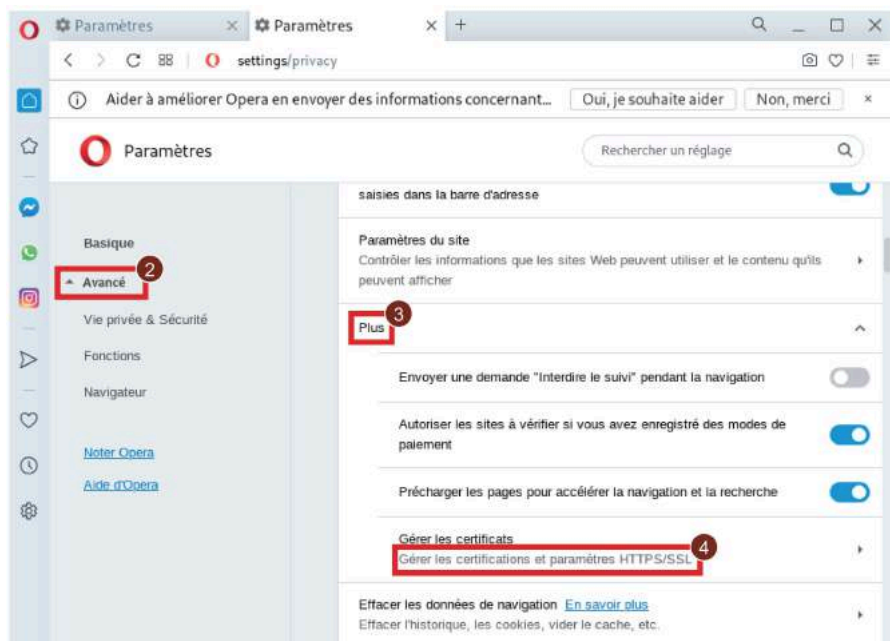 Paramètres × Paramètres × +
settings/privacy
Aider à améliorer Opera en envoyer des informations concernant... Oui, je souhaite aider Non, merci ×
Paramètres
Rechercher un réglage
saisies dans la barre d'adresse
Basique
2
Avancé
Vie privée & Sécurité
Fonctions
Navigateur
Noter Opera
Aide d'Opera
Paramètres du site
Contrôler les informations que les sites Web peuvent utiliser et le contenu qu'ils
peuvent afficher
3
Plus
Envoyer une demande "Interdire le suivi" pendant la navigation
Autoriser les sites à vérifier si vous avez enregistré des modes de
paiement
Précharger les pages pour accélérer la navigation et la recherche
Gérer les certificats
4
Gérer les certifications et paramètres HTTPS/SSL
Effacer les données de navigation En savoir plus
Effacer l'historique, les cookies, vider le cache, etc.